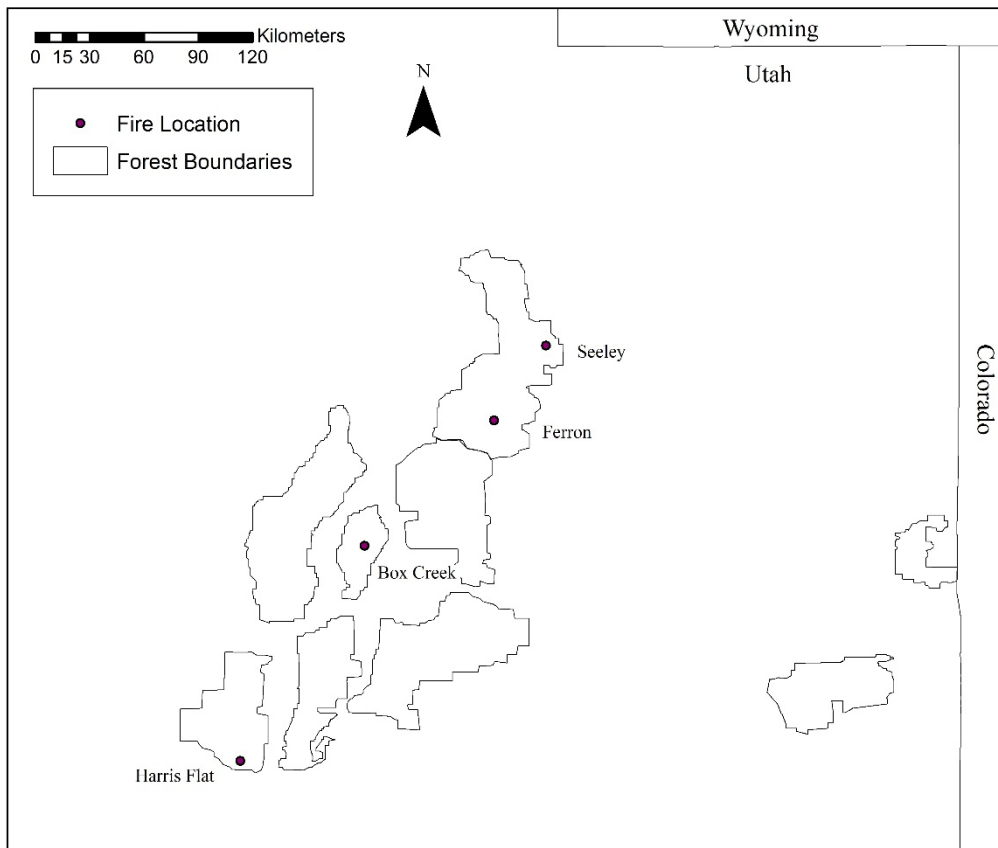 Kilometers
0 15 30 60 90 120
N
Wyoming
Utah
Fire Location
Forest Boundaries
Seeley
Colorado
Ferron
Box Creek
Harris Flat